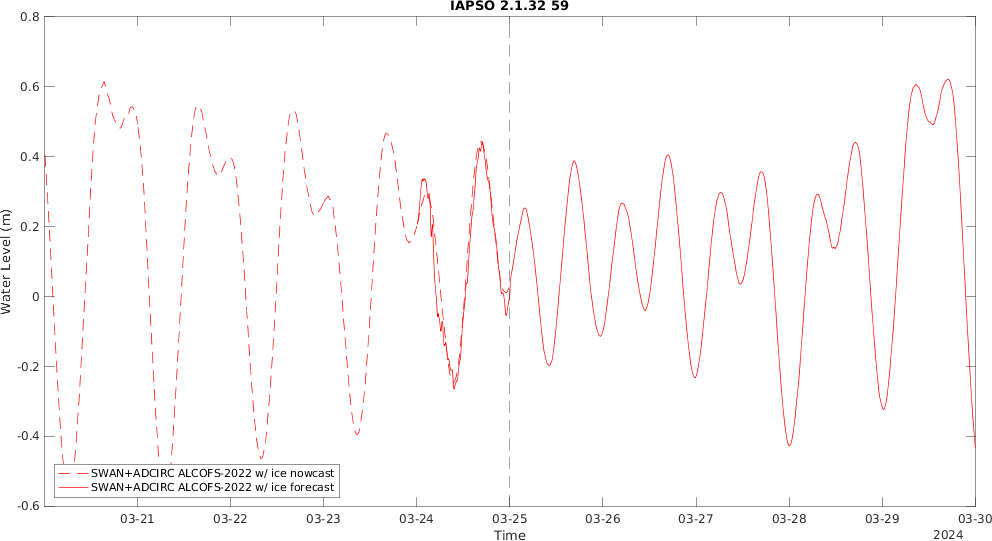 IAPSO 2.1.32 59
0.8
0.6
0.4
0.2
0
-0.2
-0.4
-0.6
Water Level (m)
SWAN+ADCIRC ALCOFS-2022 w/ ice nowcast
SWAN+ADCIRC ALCOFS-2022 w/ ice forecast
03-21 03-22 03-23 03-24 03-25 03-26 03-27 03-28 03-29 03-30
Time
2024